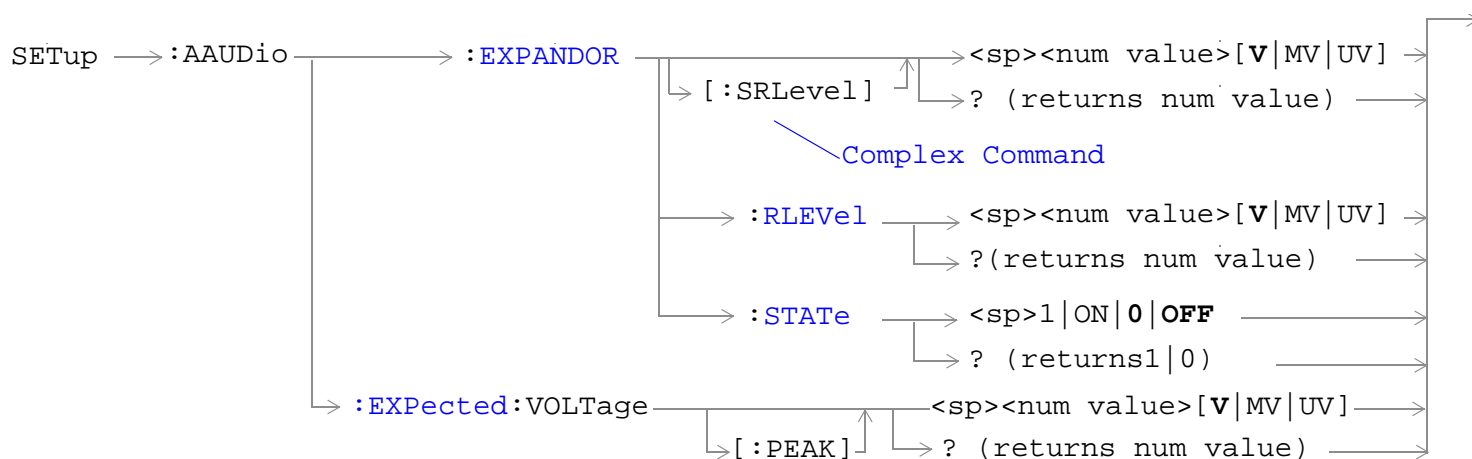 SETup :AAUDio :EXPANDOR <sp><num value>[V|MV|UV]
[:SRLevel] ? (returns num value)
Complex Command
:RLEVel <sp><num value>[V|MV|UV]
?(returns num value)
:STATe <sp>1|ON|0|OFF
? (returns1|0)
:EXPected:VOLTage <sp><num value>[V|MV|UV]
[:PEAK] ? (returns num value)